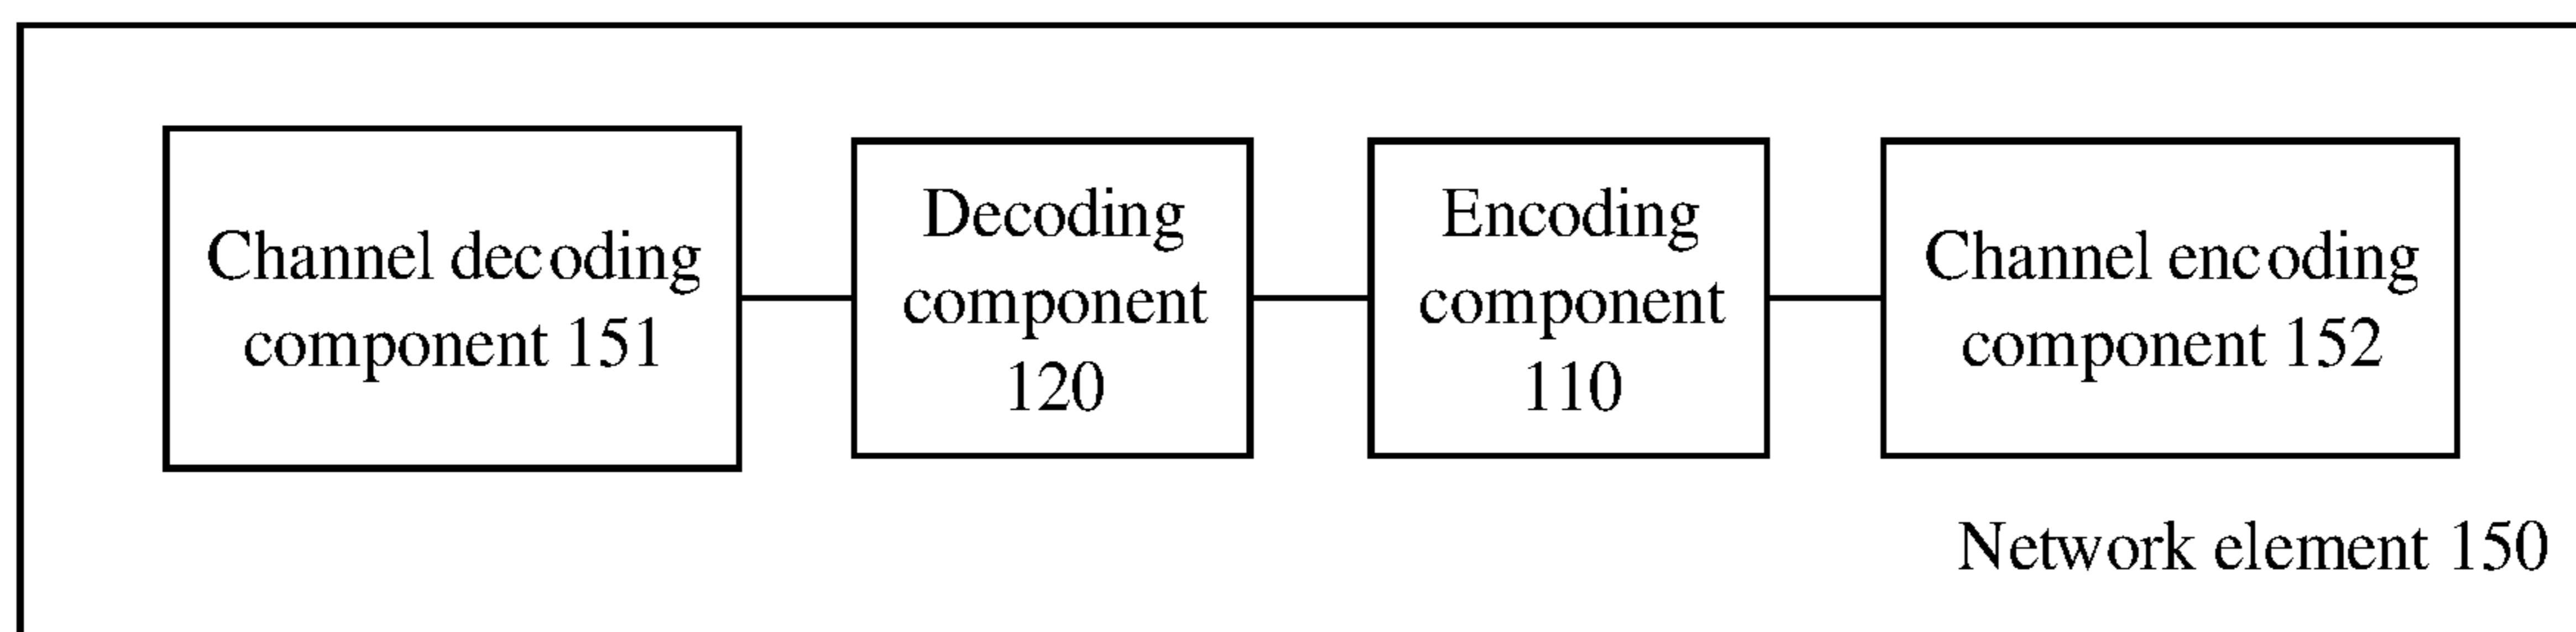 Channel decoding
component 151
Decoding
component
120
Encoding
component
110
Channel encoding
component 152
Network element 150